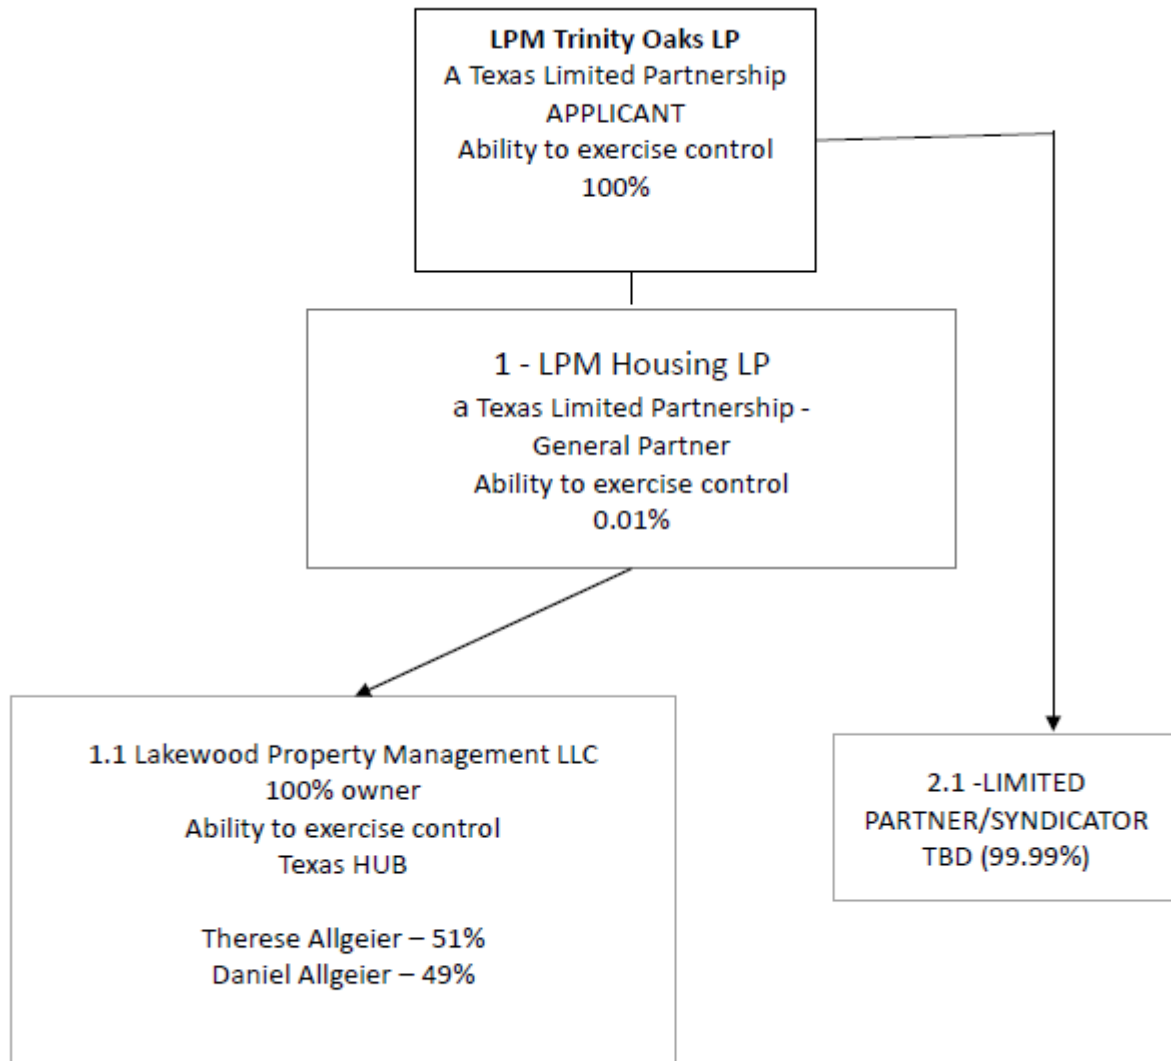 LPM Trinity Oaks LP
A Texas Limited Partnership
APPLICANT
Ability to exercise control
100%
1 - LPM Housing LP
a Texas Limited Partnership -
General Partner
Ability to exercise control
0.01%
1.1 Lakewood Property Management LLC
100% owner
Ability to exercise control
Texas HUB
Therese Allgeier – 51%
Daniel Allgeier – 49%
2.1 -LIMITED
PARTNER/SYNDICATOR
TBD (99.99%)